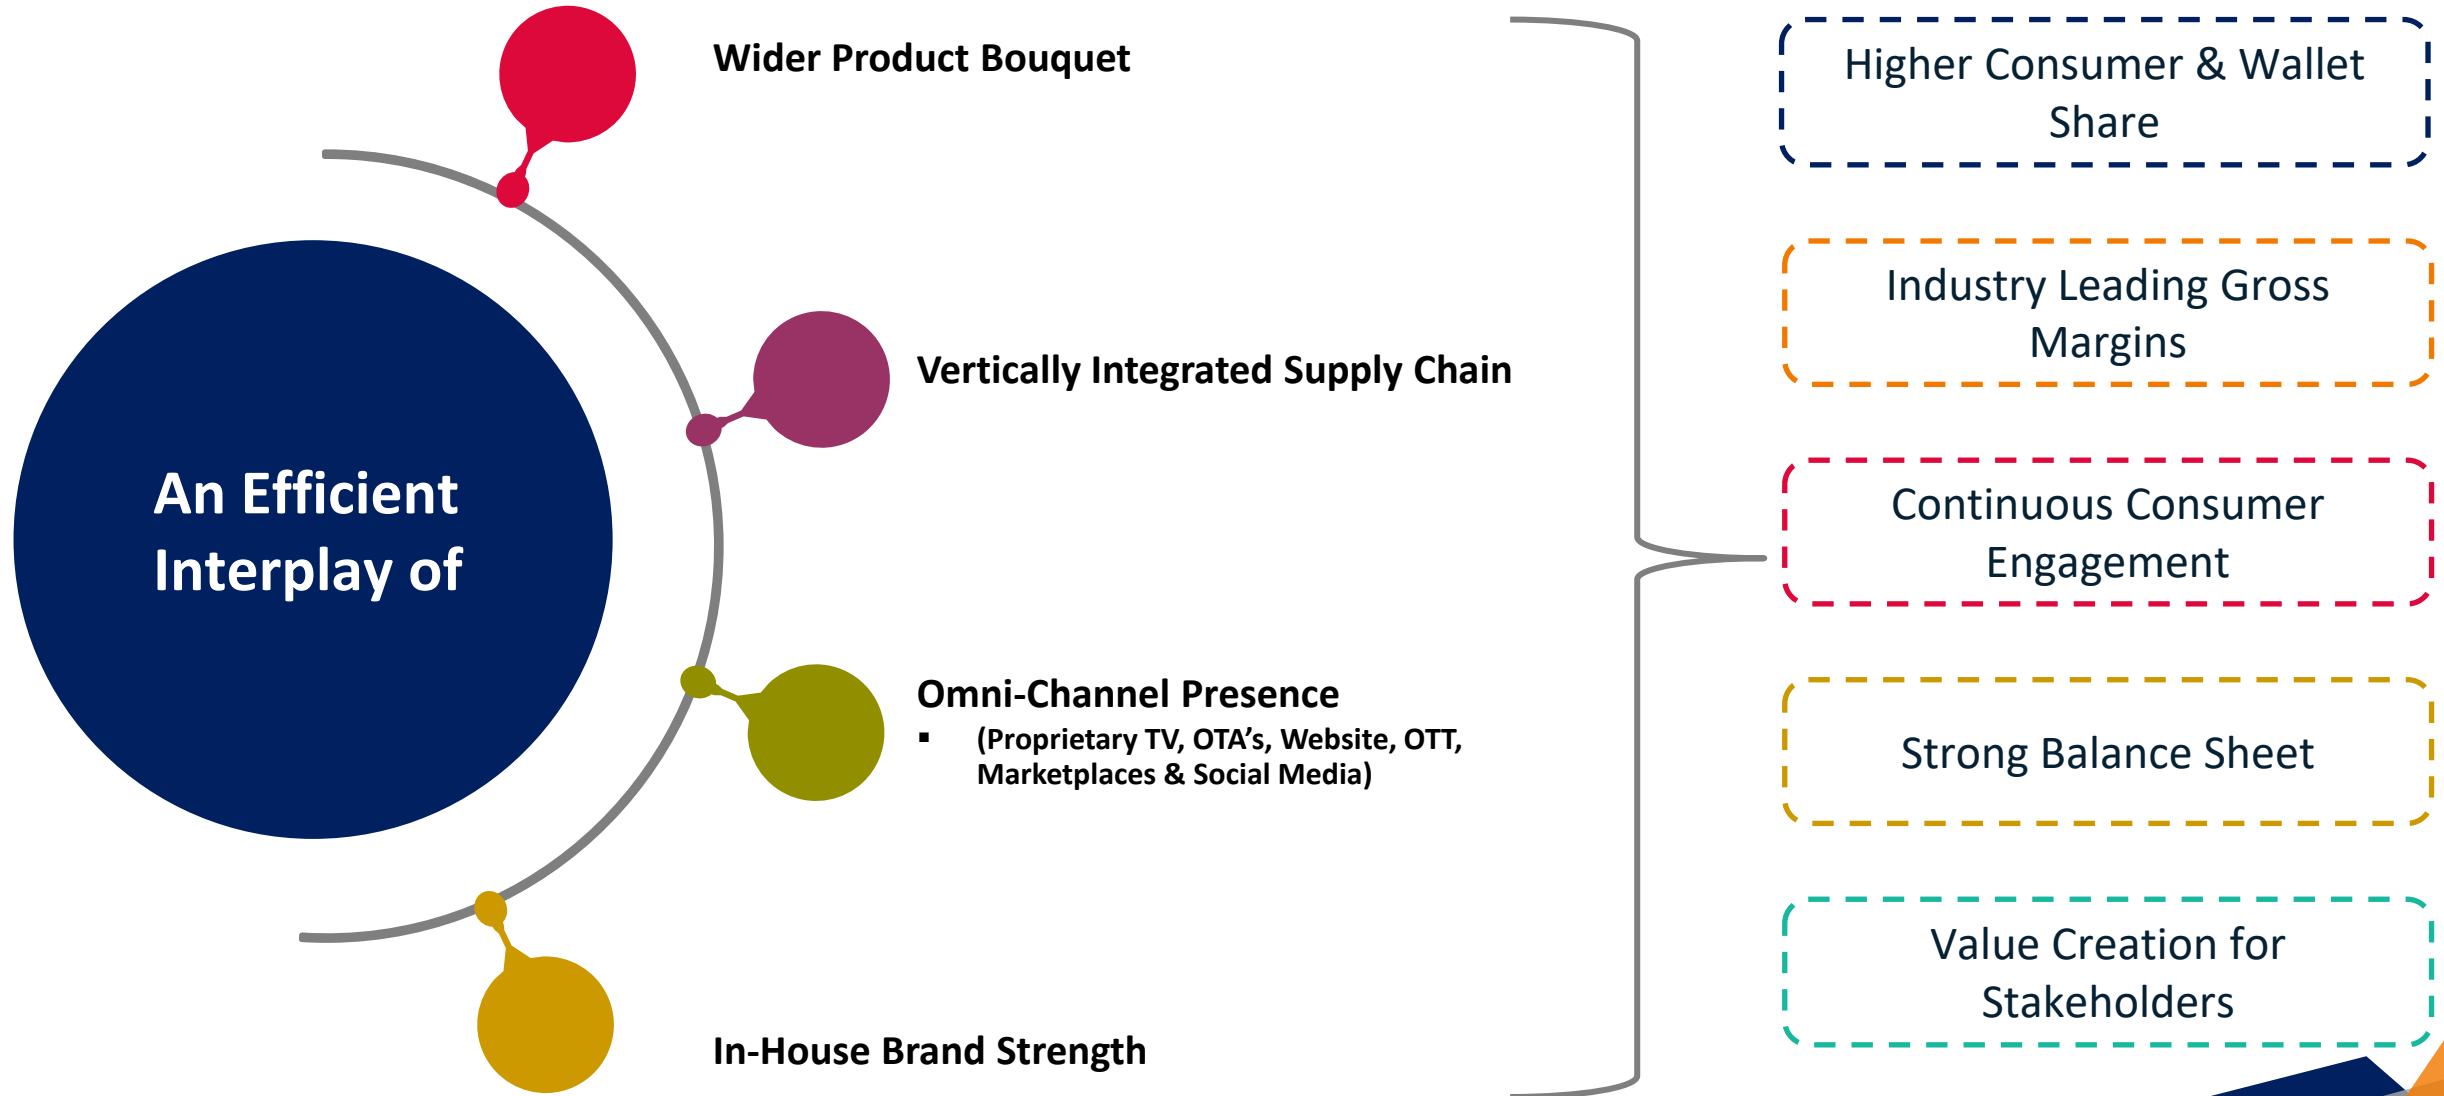 An Efficient
Interplay of
Wider Product Bouquet
Vertically Integrated Supply Chain
Omni-Channel Presence
▪ (Proprietary TV, OTA’s, Website, OTT,
Marketplaces & Social Media)
In-House Brand Strength
Higher Consumer & Wallet
Share
Industry Leading Gross
Margins
Continuous Consumer
Engagement
Strong Balance Sheet
Value Creation for
Stakeholders